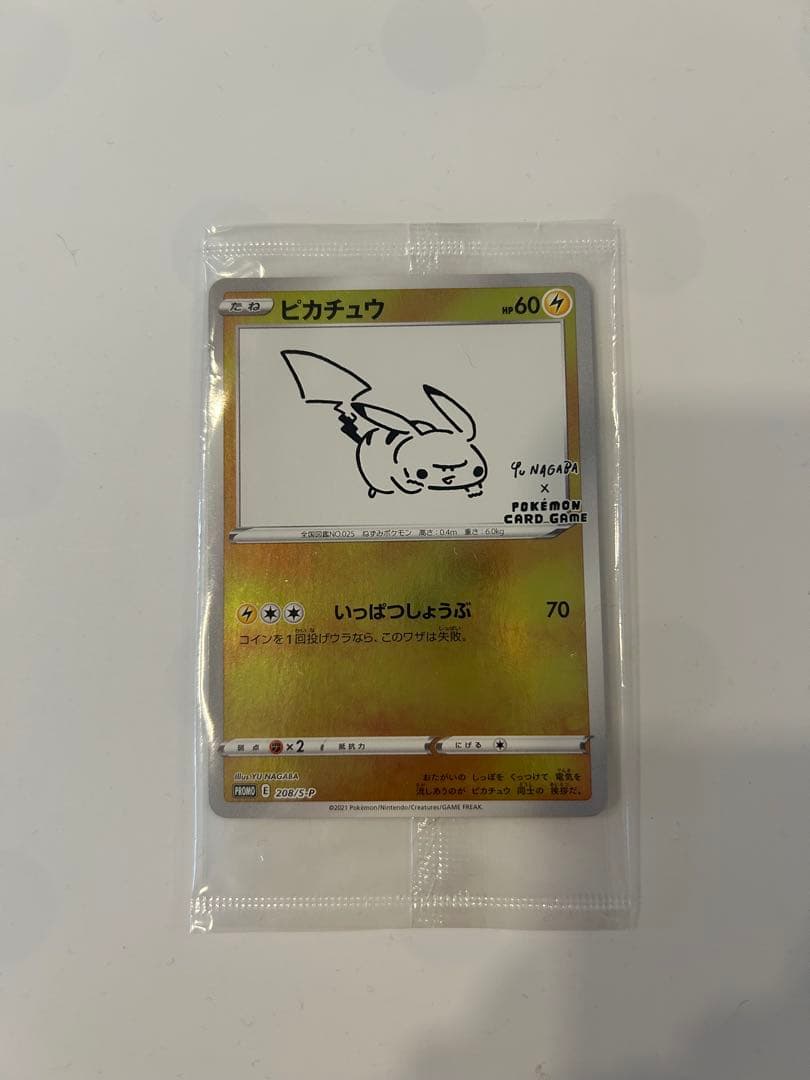 たね ピカチュウ HP60
Yu NAGABA
×
POKÉMON
CARD GAME
全国図鑑NO.025 ねずみポケモン 高さ:0.4m 重さ:6.0kg
いっぱつしょうぶ 70
コインを1回投げウラなら、このワザは失敗。
弱点 ×2 抵抗力 にげる
Illus. YU NAGABA
PROMO E 208/S-P
おたがいの しっぽを くっつけて 電気を
流しあうのが ピカチュウ 同士の 挨拶だ。
©2021 Pokémon/Nintendo/Creatures/GAME FREAK.